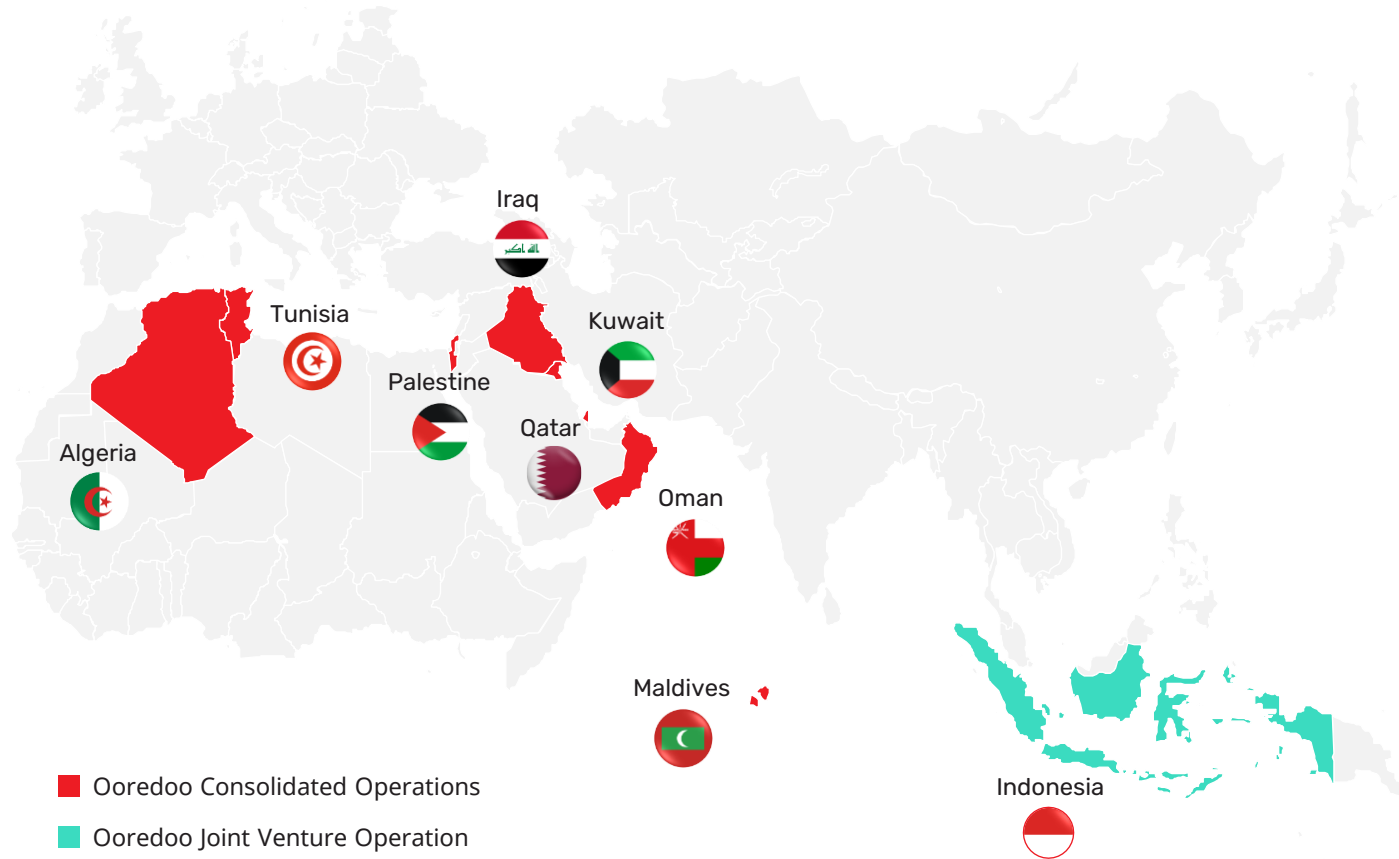 Iraq
Tunisia
Kuwait
Palestine
Qatar
Algeria
Oman
Maldives
Indonesia
Ooredoo Consolidated Operations
Ooredoo Joint Venture Operation